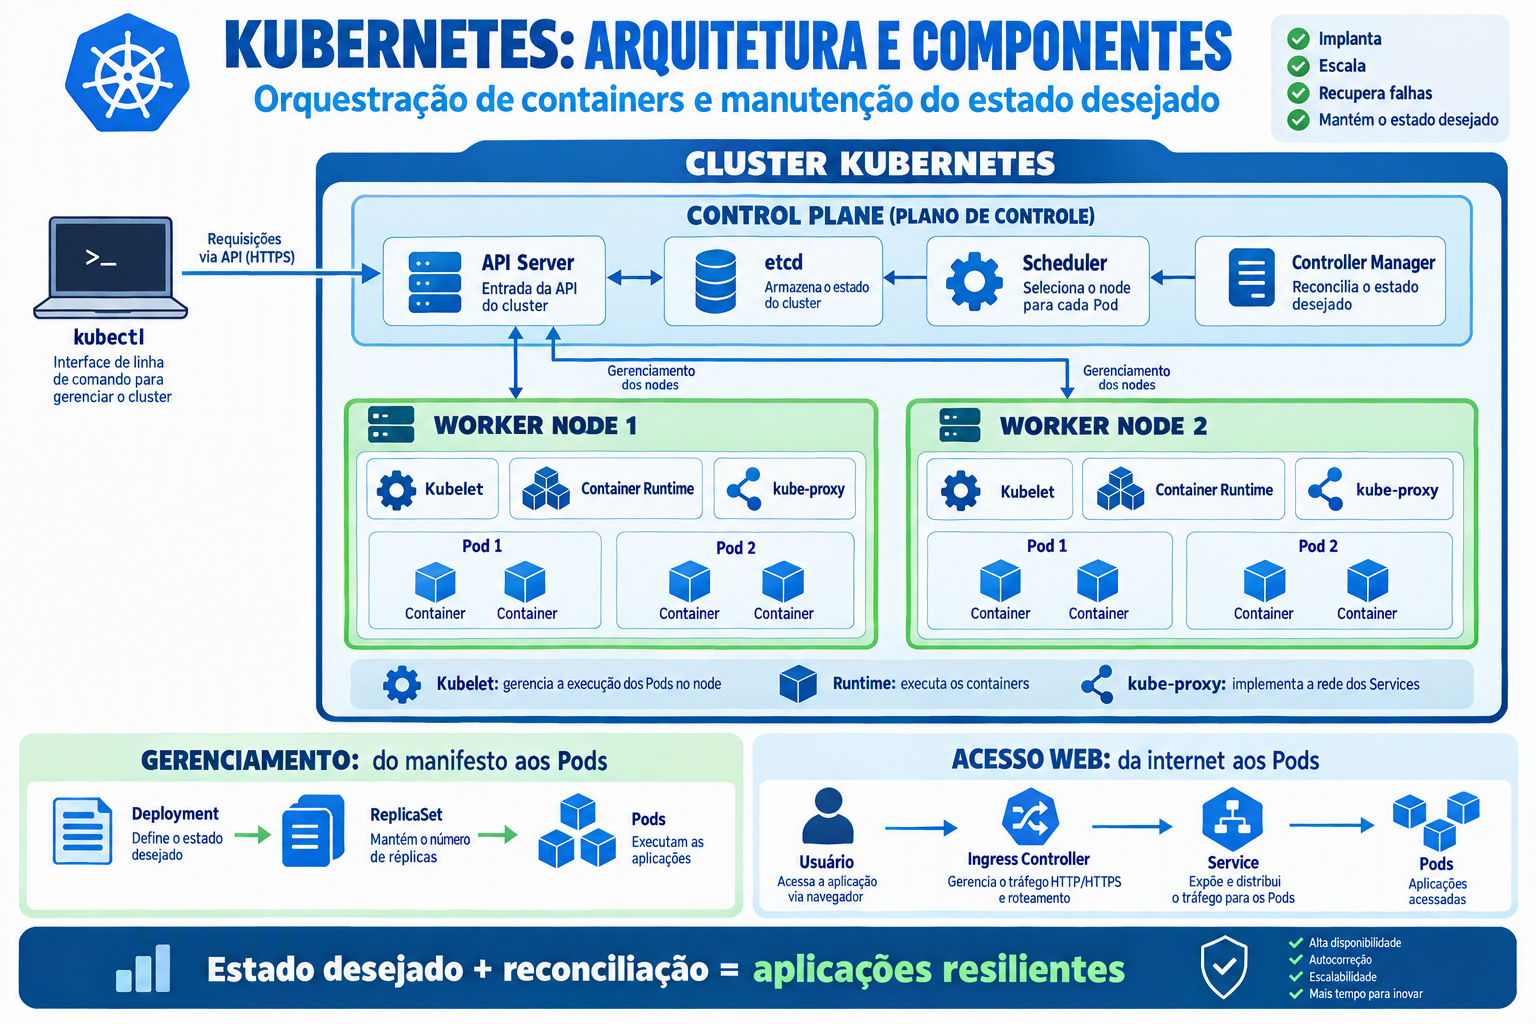 KUBERNETES: ARQUITETURA E COMPONENTES
Orquestração de containers e manutenção do estado desejado
Implanta
Escala
Recupera falhas
Mantém o estado desejado
CLUSTER KUBERNETES
CONTROL PLANE (PLANO DE CONTROLE)
>_
kubectl
Interface de linha
de comando para
gerenciar o cluster
Requisições
via API (HTTPS)
API Server
Entrada da API
do cluster
etcd
Armazena o estado
do cluster
Scheduler
Seleciona o node
para cada Pod
Controller Manager
Reconcilia o estado
desejado
Gerenciamento
dos nodes
Gerenciamento
dos nodes
WORKER NODE 1
Kubelet
Container Runtime
kube-proxy
Pod 1
Container
Container
Pod 2
Container
Container
WORKER NODE 2
Kubelet
Container Runtime
kube-proxy
Pod 1
Container
Container
Pod 2
Container
Container
Kubelet: gerencia a execução dos Pods no node
Runtime: executa os containers
kube-proxy: implementa a rede dos Services
GERENCIAMENTO: do manifesto aos Pods
Deployment
Define o estado
desejado
ReplicaSet
Mantém o número
de réplicas
Pods
Executam as
aplicações
ACESSO WEB: da internet aos Pods
Usuário
Acessa a aplicação
via navegador
Ingress Controller
Gerencia o tráfego HTTP/HTTPS
e roteamento
Service
Expõe e distribui
o tráfego para os Pods
Pods
Aplicações
acessadas
Estado desejado + reconciliação = aplicações resilientes
Alta disponibilidade
Autocorreção
Escalabilidade
Mais tempo para inovar